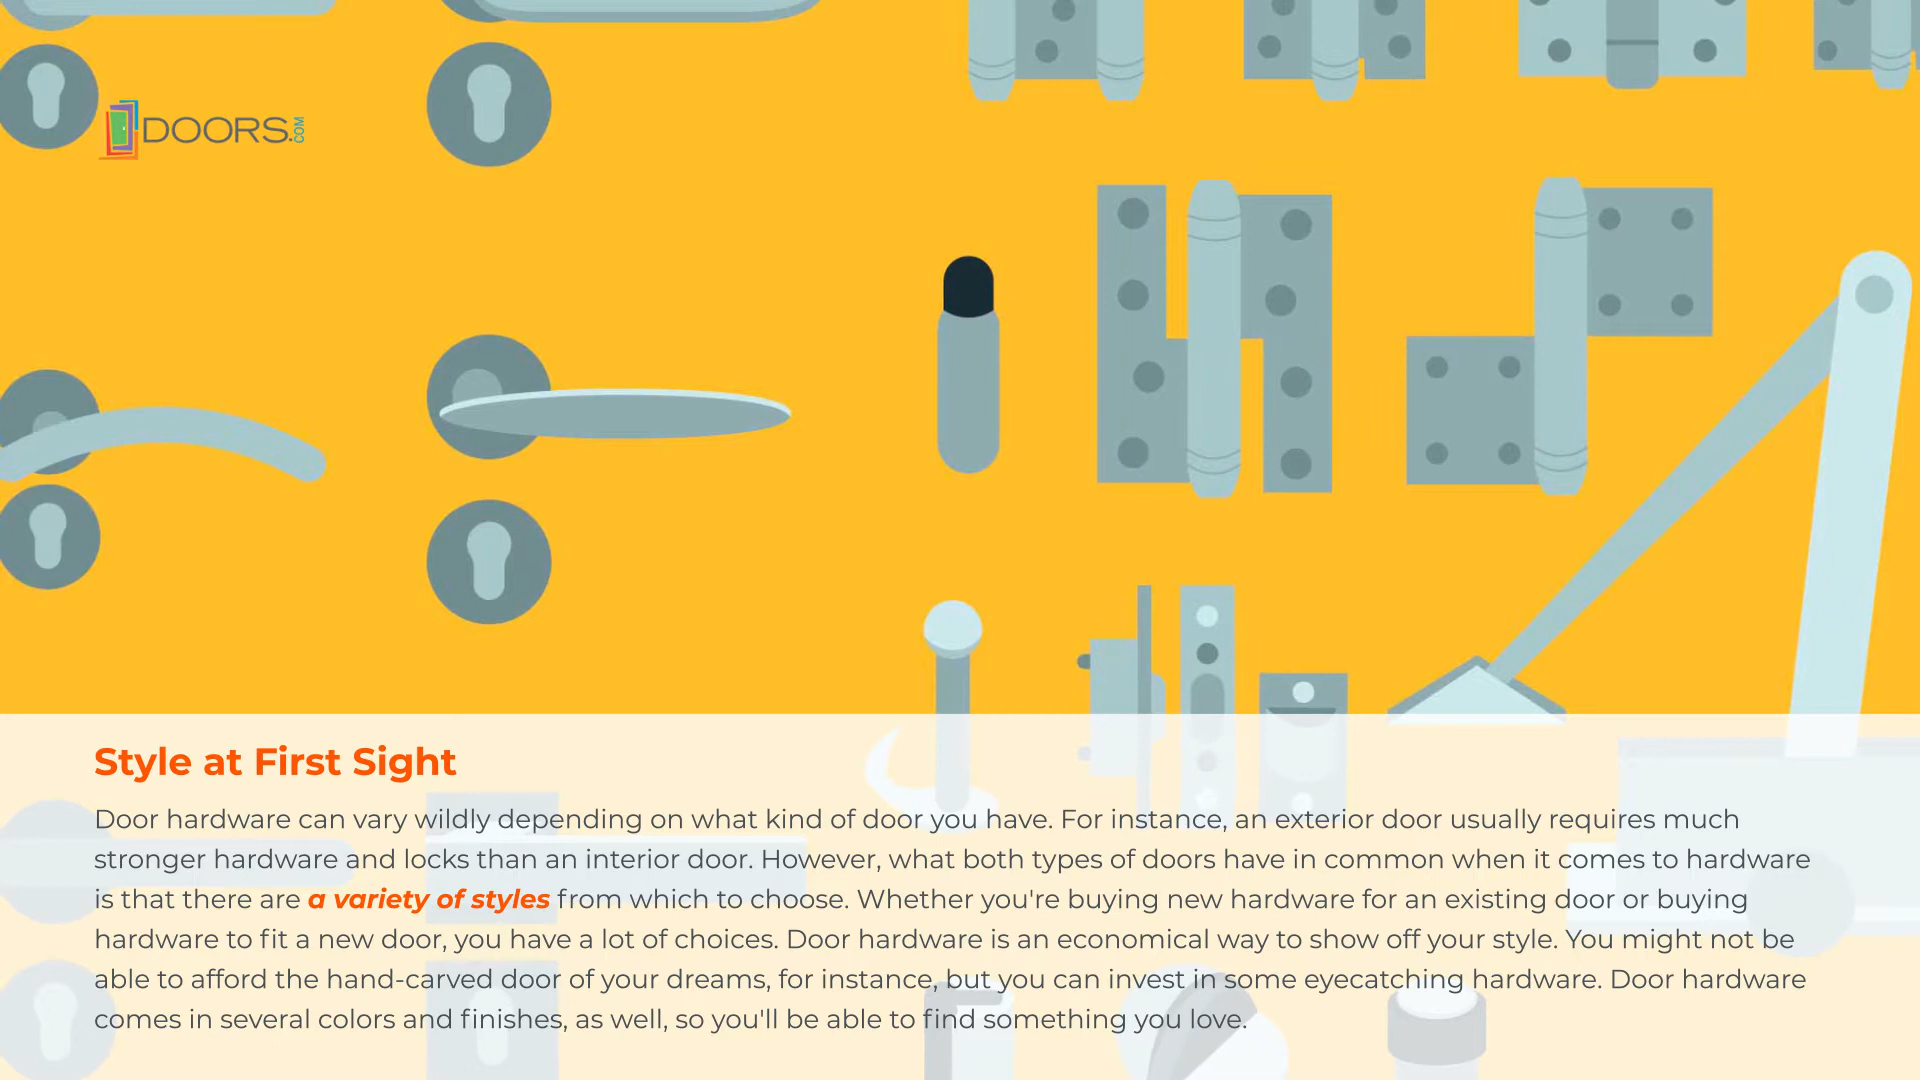 DOORS.COM
Style at First Sight
Door hardware can vary wildly depending on what kind of door you have. For instance, an exterior door usually requires much
stronger hardware and locks than an interior door. However, what both types of doors have in common when it comes to hardware
is that there are a variety of styles from which to choose. Whether you're buying new hardware for an existing door or buying
hardware to fit a new door, you have a lot of choices. Door hardware is an economical way to show off your style. You might not be
able to afford the hand-carved door of your dreams, for instance, but you can invest in some eyecatching hardware. Door hardware
comes in several colors and finishes, as well, so you'll be able to find something you love.